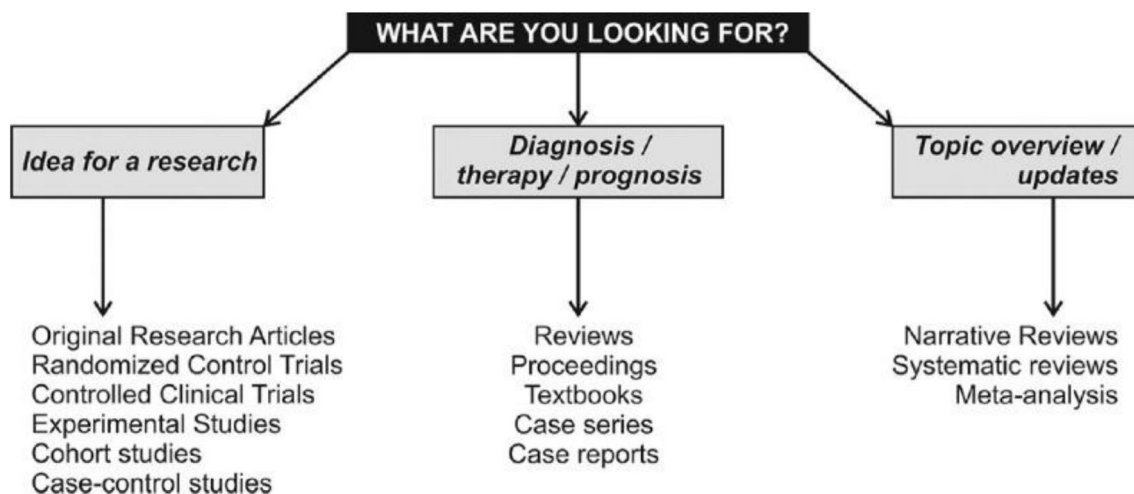 WHAT ARE YOU LOOKING FOR?
Idea for a research
Diagnosis /
therapy / prognosis
Topic overview /
updates
Original Research Articles
Randomized Control Trials
Controlled Clinical Trials
Experimental Studies
Cohort studies
Case-control studies
Reviews
Proceedings
Textbooks
Case series
Case reports
Narrative Reviews
Systematic reviews
Meta-analysis